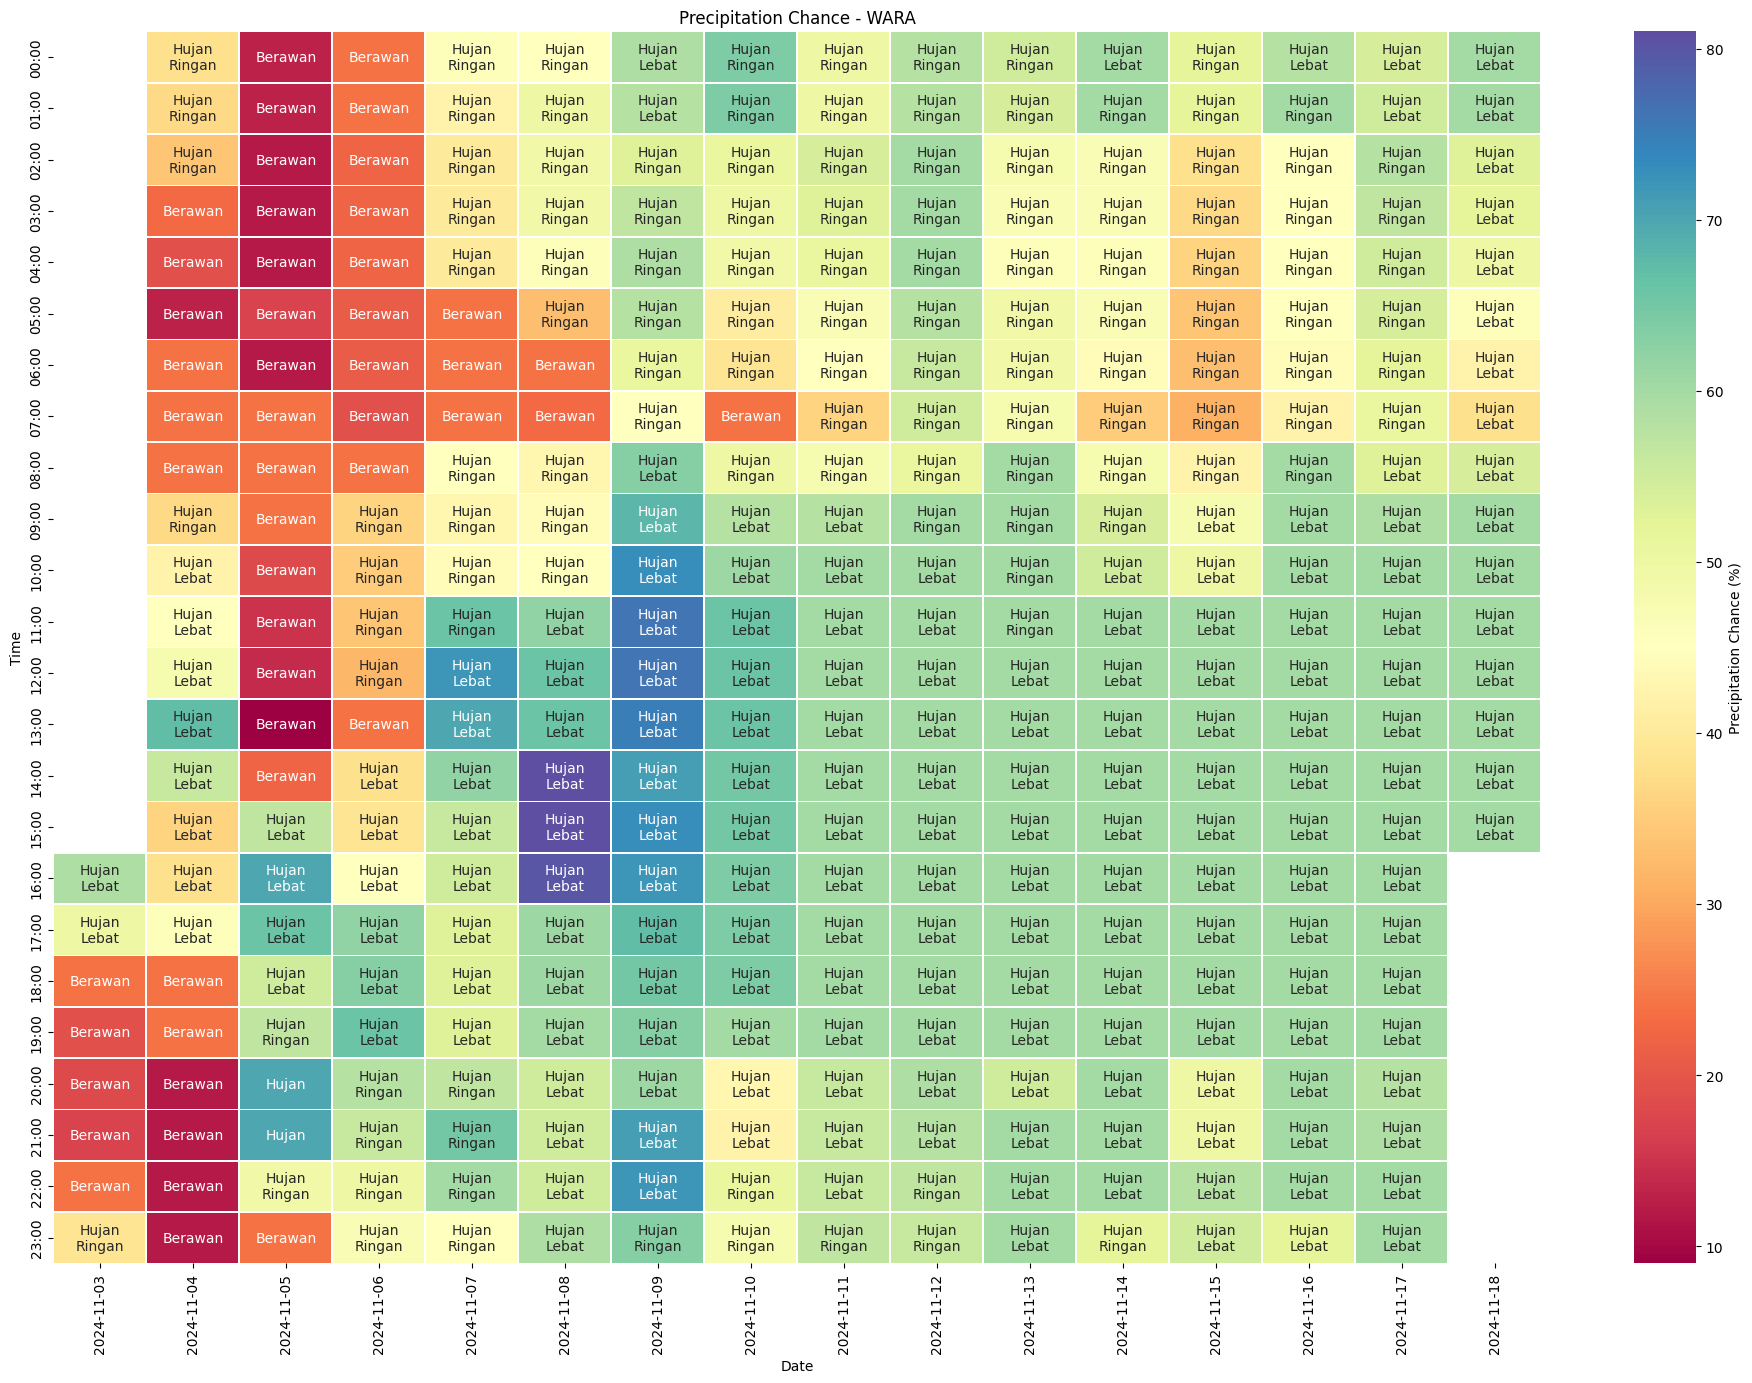 Precipitation Chance - WARA
Time
00:00 Hujan Ringan Berawan Berawan Hujan Ringan Hujan Ringan Hujan Lebat Hujan Ringan Hujan Ringan Hujan Ringan Hujan Ringan Hujan Lebat Hujan Ringan Hujan Lebat Hujan Lebat Hujan Lebat
01:00 Hujan Ringan Berawan Berawan Hujan Ringan Hujan Ringan Hujan Lebat Hujan Ringan Hujan Ringan Hujan Ringan Hujan Ringan Hujan Ringan Hujan Ringan Hujan Ringan Hujan Lebat Hujan Lebat
02:00 Hujan Ringan Berawan Berawan Hujan Ringan Hujan Ringan Hujan Ringan Hujan Ringan Hujan Ringan Hujan Ringan Hujan Ringan Hujan Ringan Hujan Ringan Hujan Ringan Hujan Ringan Hujan Lebat
03:00 Berawan Berawan Berawan Hujan Ringan Hujan Ringan Hujan Ringan Hujan Ringan Hujan Ringan Hujan Ringan Hujan Ringan Hujan Ringan Hujan Ringan Hujan Ringan Hujan Ringan Hujan Lebat
04:00 Berawan Berawan Berawan Hujan Ringan Hujan Ringan Hujan Ringan Hujan Ringan Hujan Ringan Hujan Ringan Hujan Ringan Hujan Ringan Hujan Ringan Hujan Ringan Hujan Ringan Hujan Lebat
05:00 Berawan Berawan Berawan Berawan Hujan Ringan Hujan Ringan Hujan Ringan Hujan Ringan Hujan Ringan Hujan Ringan Hujan Ringan Hujan Ringan Hujan Ringan Hujan Ringan Hujan Lebat
06:00 Berawan Berawan Berawan Berawan Berawan Hujan Ringan Hujan Ringan Hujan Ringan Hujan Ringan Hujan Ringan Hujan Ringan Hujan Ringan Hujan Ringan Hujan Ringan Hujan Lebat
07:00 Berawan Berawan Berawan Berawan Berawan Hujan Ringan Berawan Hujan Ringan Hujan Ringan Hujan Ringan Hujan Ringan Hujan Ringan Hujan Ringan Hujan Ringan Hujan Lebat
08:00 Berawan Berawan Berawan Hujan Ringan Hujan Ringan Hujan Lebat Hujan Ringan Hujan Ringan Hujan Ringan Hujan Ringan Hujan Ringan Hujan Ringan Hujan Ringan Hujan Lebat Hujan Lebat
09:00 Hujan Ringan Berawan Hujan Ringan Hujan Ringan Hujan Ringan Hujan Lebat Hujan Lebat Hujan Lebat Hujan Ringan Hujan Ringan Hujan Ringan Hujan Lebat Hujan Lebat Hujan Lebat Hujan Lebat
10:00 Hujan Lebat Berawan Hujan Ringan Hujan Ringan Hujan Ringan Hujan Lebat Hujan Lebat Hujan Lebat Hujan Lebat Hujan Ringan Hujan Lebat Hujan Lebat Hujan Lebat Hujan Lebat Hujan Lebat
11:00 Hujan Lebat Berawan Hujan Ringan Hujan Ringan Hujan Lebat Hujan Lebat Hujan Lebat Hujan Lebat Hujan Lebat Hujan Ringan Hujan Lebat Hujan Lebat Hujan Lebat Hujan Lebat Hujan Lebat
12:00 Hujan Lebat Berawan Hujan Ringan Hujan Lebat Hujan Lebat Hujan Lebat Hujan Lebat Hujan Lebat Hujan Lebat Hujan Lebat Hujan Lebat Hujan Lebat Hujan Lebat Hujan Lebat Hujan Lebat
13:00 Hujan Lebat Berawan Berawan Hujan Lebat Hujan Lebat Hujan Lebat Hujan Lebat Hujan Lebat Hujan Lebat Hujan Lebat Hujan Lebat Hujan Lebat Hujan Lebat Hujan Lebat Hujan Lebat
14:00 Hujan Lebat Berawan Hujan Lebat Hujan Lebat Hujan Lebat Hujan Lebat Hujan Lebat Hujan Lebat Hujan Lebat Hujan Lebat Hujan Lebat Hujan Lebat Hujan Lebat Hujan Lebat Hujan Lebat
15:00 Hujan Lebat Hujan Lebat Hujan Lebat Hujan Lebat Hujan Lebat Hujan Lebat Hujan Lebat Hujan Lebat Hujan Lebat Hujan Lebat Hujan Lebat Hujan Lebat Hujan Lebat Hujan Lebat Hujan Lebat
16:00 Hujan Lebat Hujan Lebat Hujan Lebat Hujan Lebat Hujan Lebat Hujan Lebat Hujan Lebat Hujan Lebat Hujan Lebat Hujan Lebat Hujan Lebat Hujan Lebat Hujan Lebat Hujan Lebat Hujan Lebat
17:00 Hujan Lebat Hujan Lebat Hujan Lebat Hujan Lebat Hujan Lebat Hujan Lebat Hujan Lebat Hujan Lebat Hujan Lebat Hujan Lebat Hujan Lebat Hujan Lebat Hujan Lebat Hujan Lebat Hujan Lebat
18:00 Berawan Berawan Hujan Lebat Hujan Lebat Hujan Lebat Hujan Lebat Hujan Lebat Hujan Lebat Hujan Lebat Hujan Lebat Hujan Lebat Hujan Lebat Hujan Lebat Hujan Lebat Hujan Lebat
19:00 Berawan Berawan Hujan Ringan Hujan Lebat Hujan Lebat Hujan Lebat Hujan Lebat Hujan Lebat Hujan Lebat Hujan Lebat Hujan Lebat Hujan Lebat Hujan Lebat Hujan Lebat Hujan Lebat
20:00 Berawan Berawan Hujan Hujan Ringan Hujan Ringan Hujan Lebat Hujan Lebat Hujan Lebat Hujan Lebat Hujan Lebat Hujan Lebat Hujan Lebat Hujan Lebat Hujan Lebat Hujan Lebat
21:00 Berawan Berawan Hujan Hujan Ringan Hujan Ringan Hujan Lebat Hujan Lebat Hujan Lebat Hujan Lebat Hujan Lebat Hujan Lebat Hujan Lebat Hujan Lebat Hujan Lebat Hujan Lebat
22:00 Berawan Berawan Hujan Ringan Hujan Ringan Hujan Ringan Hujan Lebat Hujan Lebat Hujan Ringan Hujan Lebat Hujan Ringan Hujan Lebat Hujan Lebat Hujan Lebat Hujan Lebat Hujan Lebat
23:00 Hujan Ringan Berawan Berawan Hujan Ringan Hujan Ringan Hujan Lebat Hujan Ringan Hujan Ringan Hujan Ringan Hujan Ringan Hujan Lebat Hujan Ringan Hujan Lebat Hujan Lebat Hujan Lebat
2024-11-03 2024-11-04 2024-11-05 2024-11-06 2024-11-07 2024-11-08 2024-11-09 2024-11-10 2024-11-11 2024-11-12 2024-11-13 2024-11-14 2024-11-15 2024-11-16 2024-11-17 2024-11-18
Date
80
70
60
50
40
30
20
10
Precipitation Chance (%)